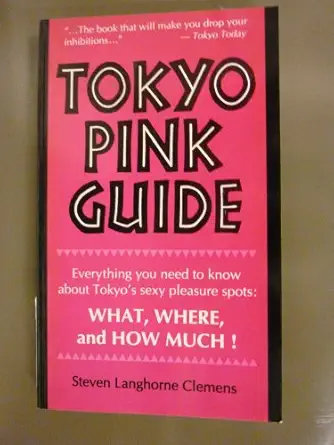 "...The book that will make you drop your
inhibitions..." — Tokyo Today
TOKYO
PINK
GUIDE
Everything you need to know
about Tokyo's sexy pleasure spots:
WHAT, WHERE,
and HOW MUCH !
Steven Langhorne Clemens